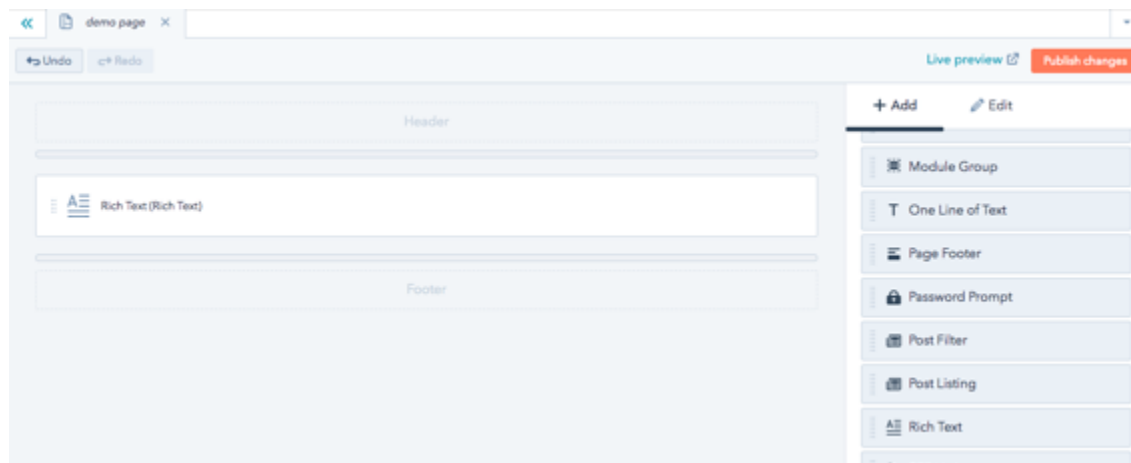 demo page
Undo
Redo
Live preview
Publish changes
Header
Rich Text (Rich Text)
Footer
Add
Edit
Module Group
One Line of Text
Page Footer
Password Prompt
Post Filter
Post Listing
Rich Text